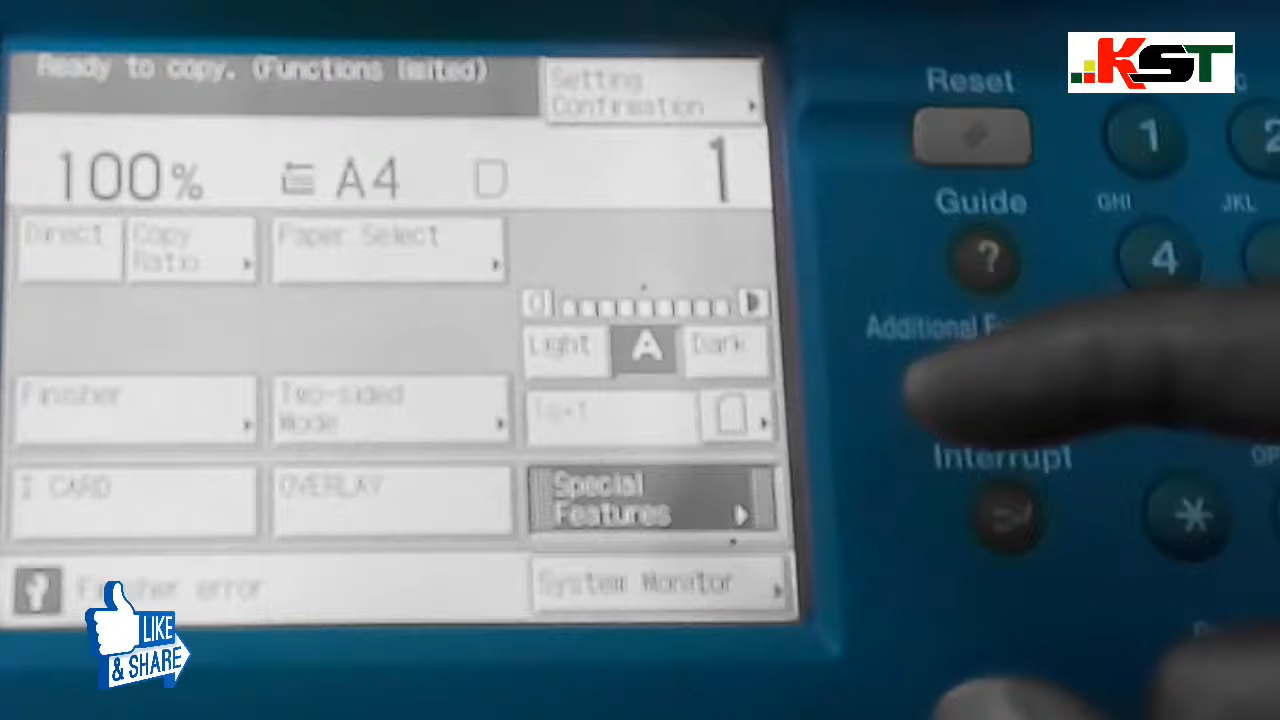 Ready to copy. (Functions limited)
Setting
Confirmation
100%
A4
1
Direct
Copy
Ratio
Paper Select
Light
A
Dark
Finisher
Two-sided
Mode
Text
I CARD
OVERLAY
Special
Features
Finisher error
System Monitor
LIKE
& SHARE
KST
Reset
1
2
Guide
GHI
JKL
?
4
Additional
Interrupt
*